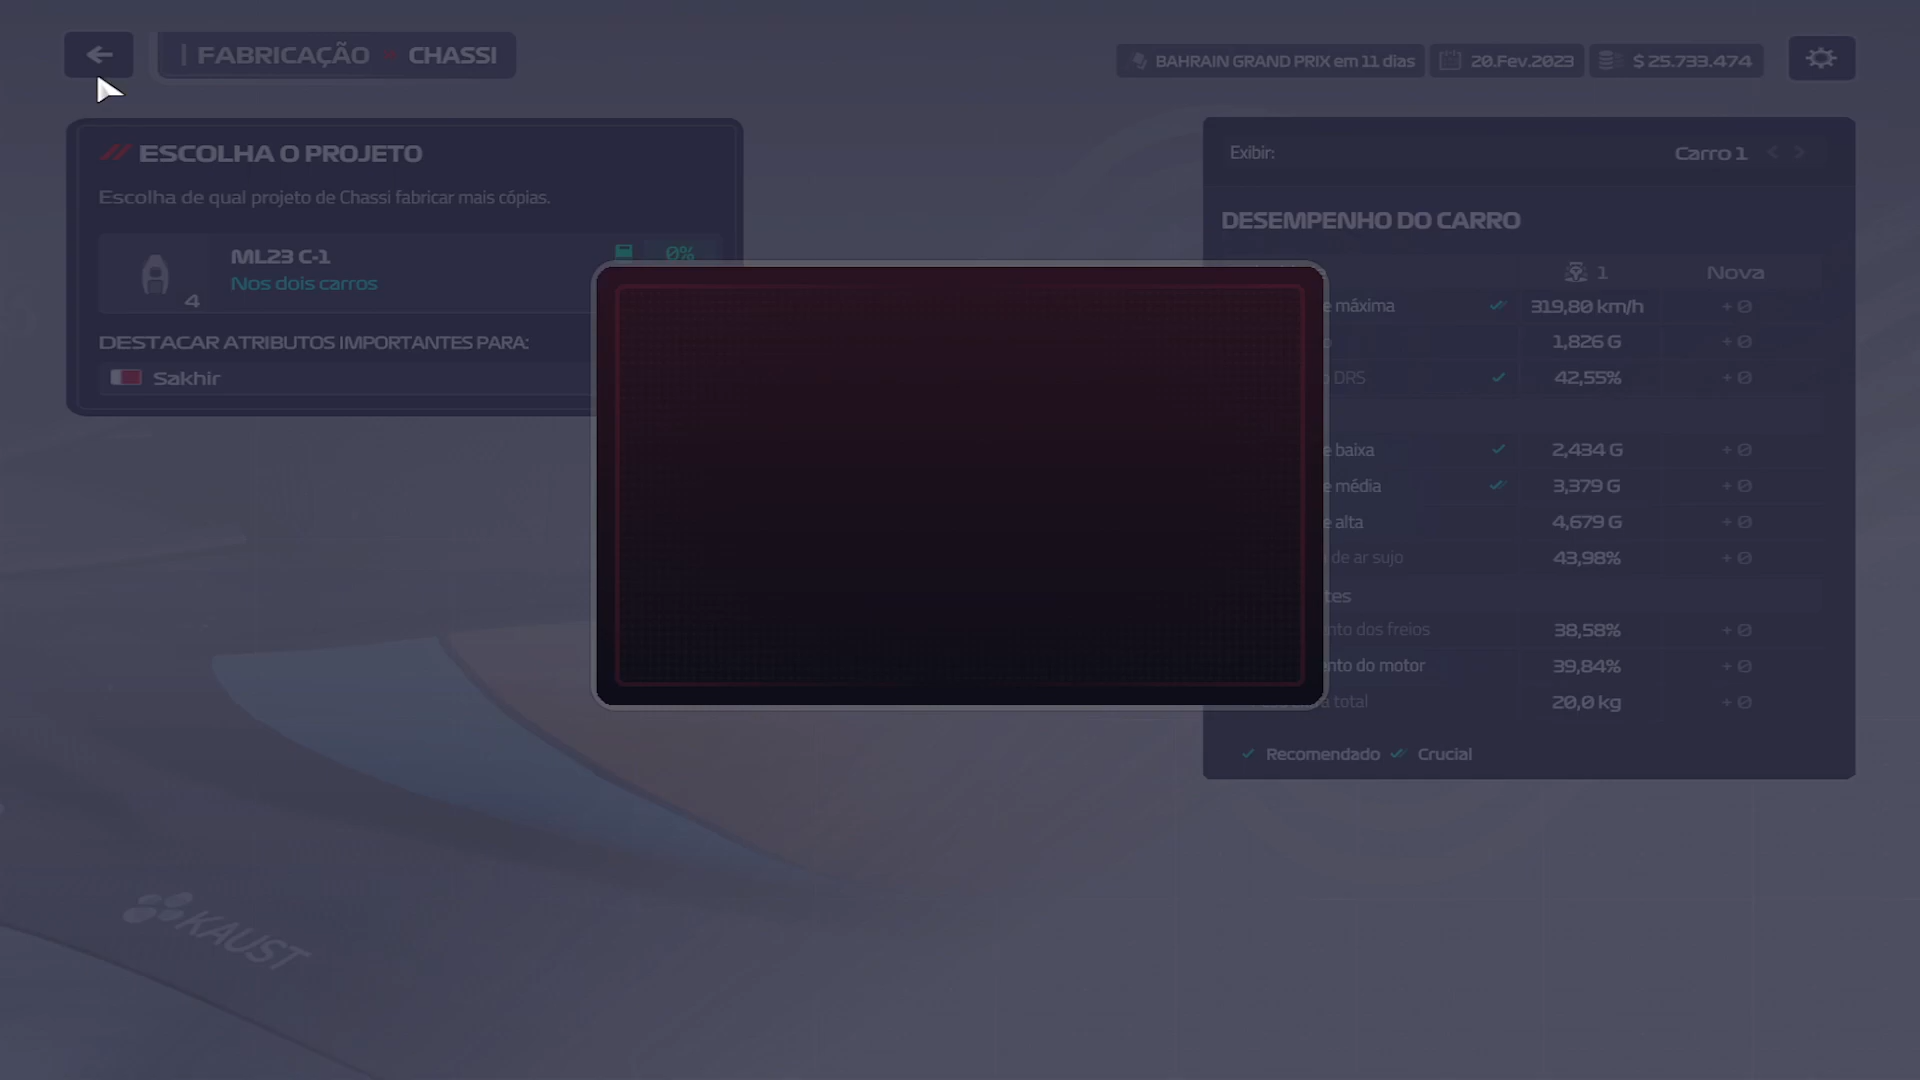 FABRICAÇÃO CHASSI
BAHRAIN GRAND PRIX em 11 dias
20.Fev.2023
$ 25.733.474
ESCOLHA O PROJETO
Escolha de qual projeto de Chassi fabricar mais cópias.
ML23 C-1
0%
Nos dois carros
4
DESTACAR ATRIBUTOS IMPORTANTES PARA:
Sakhir
Exibir:
Carro 1
DESEMPENHO DO CARRO
1 Nova
e máxima 319,80 km/h + 0
o 1,826 G + 0
o DRS 42,55% + 0
e baixa 2,434 G + 0
e média 3,379 G + 0
e alta 4,679 G + 0
de ar sujo 43,98% + 0
tes
nto dos freios 38,58% + 0
nto do motor 39,84% + 0
a total 20,0 kg + 0
Recomendado Crucial
KAUST